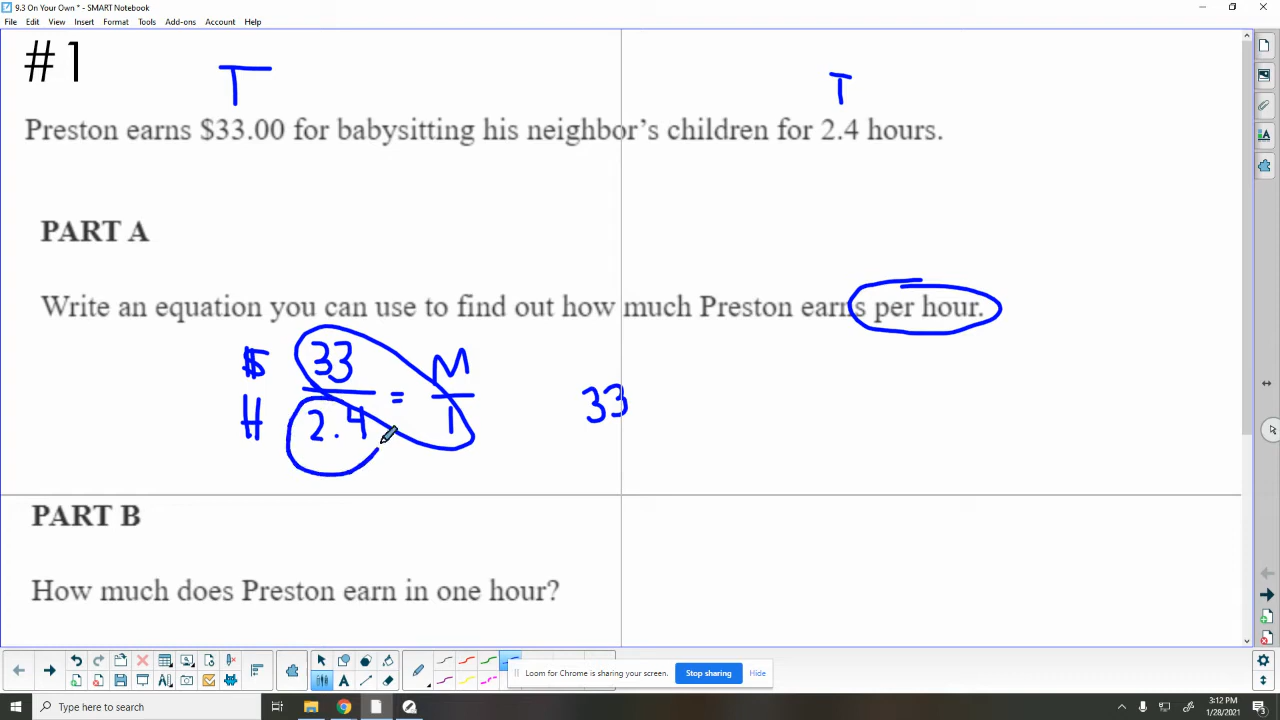 9.3 On Your Own * - SMART Notebook
File Edit View Insert Format Tools Add-ons Account Help
#1
T T
Preston earns $33.00 for babysitting his neighbor's children for 2.4 hours.
PART A
Write an equation you can use to find out how much Preston earns per hour.
$ 33 M
= 33
H 2.4 1
PART B
How much does Preston earn in one hour?
Loom for Chrome is sharing your screen. Stop sharing Hide
Type here to search
3:12 PM
1/28/2021